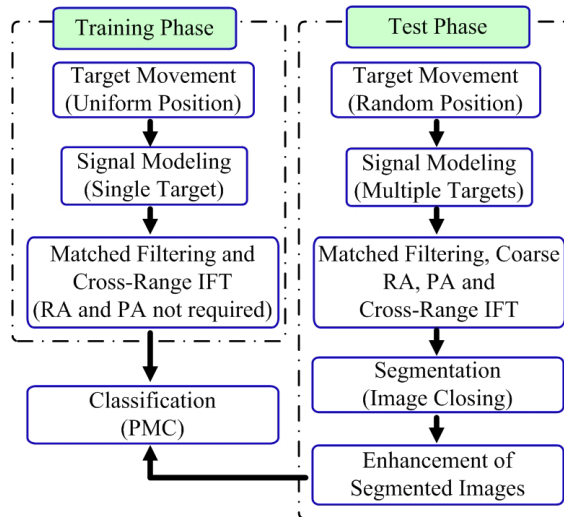 Training Phase
Target Movement
(Uniform Position)
Signal Modeling
(Single Target)
Matched Filtering and
Cross-Range IFT
(RA and PA not required)
Classification
(PMC)
Test Phase
Target Movement
(Random Position)
Signal Modeling
(Multiple Targets)
Matched Filtering, Coarse
RA, PA and
Cross-Range IFT
Segmentation
(Image Closing)
Enhancement of
Segmented Images